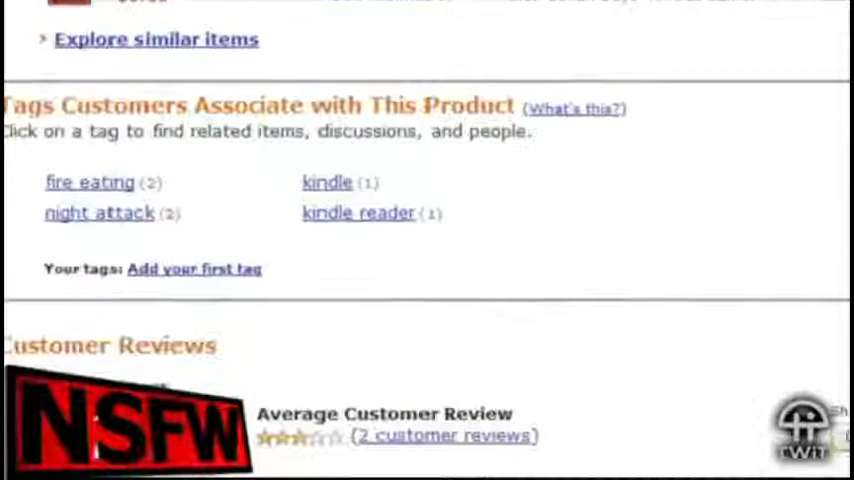 Explore similar items
Tags Customers Associate with This Product (What's this?)
Click on a tag to find related items, discussions, and people.
fire eating (2) kindle (1)
night attack (2) kindle reader (1)
Your tags: Add your first tag
Customer Reviews
Average Customer Review
(2 customer reviews)
NSFW
TWiT